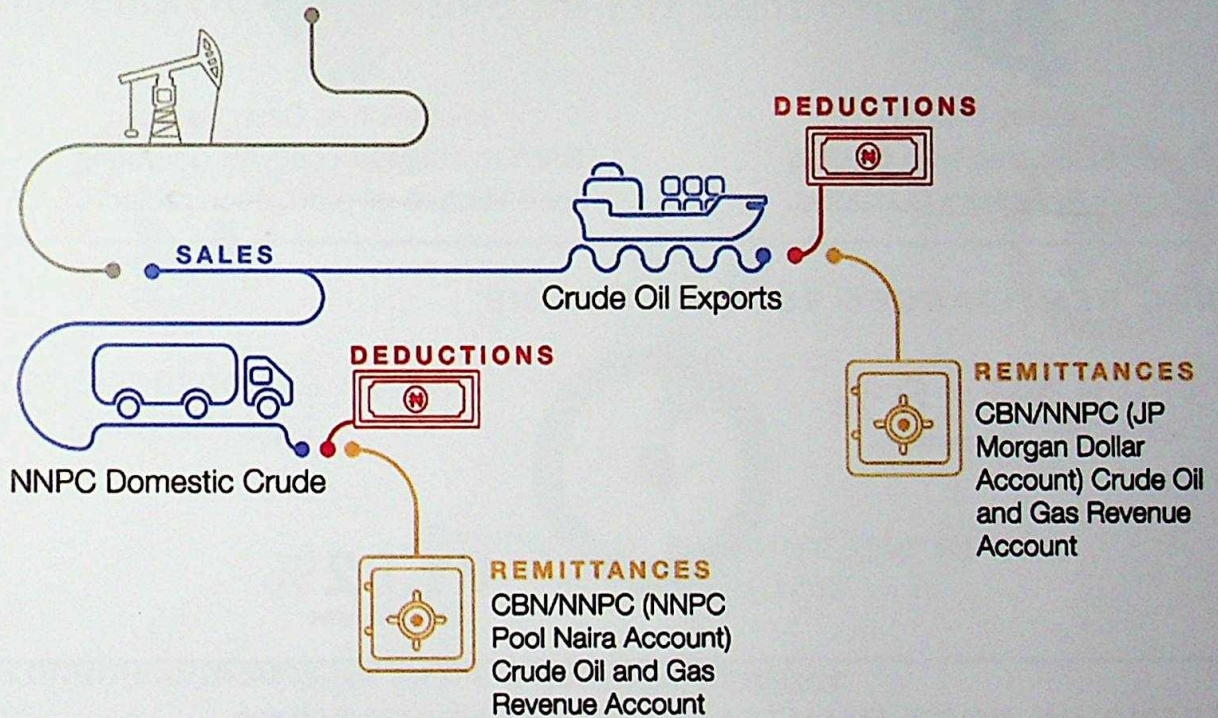 DEDUCTIONS
₦
SALES
Crude Oil Exports
DEDUCTIONS
₦
NNPC Domestic Crude
REMITTANCES
CBN/NNPC (JP
Morgan Dollar
Account) Crude Oil
and Gas Revenue
Account
REMITTANCES
CBN/NNPC (NNPC
Pool Naira Account)
Crude Oil and Gas
Revenue Account